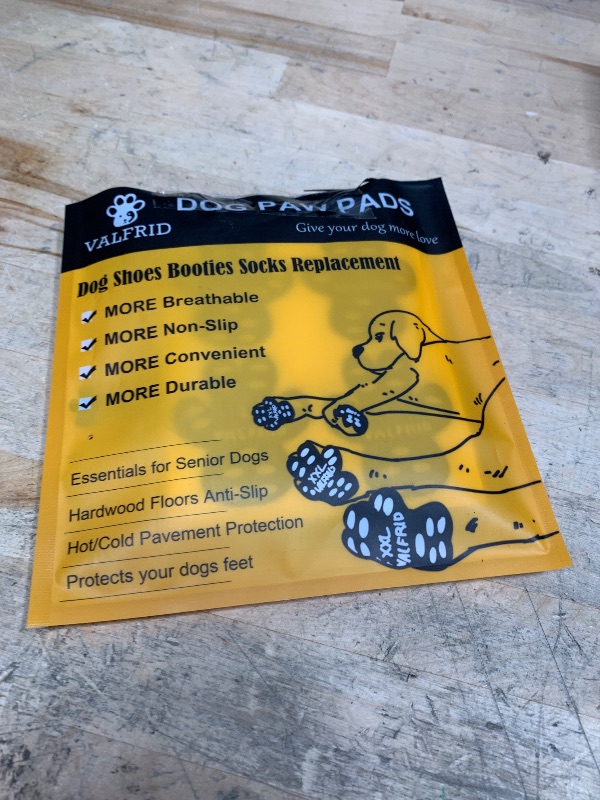 DOG PAW PADS
VALFRID
Give your dog more love
Dog Shoes Booties Socks Replacement
MORE Breathable
MORE Non-Slip
MORE Convenient
MORE Durable
Essentials for Senior Dogs
Hardwood Floors Anti-Slip
Hot/Cold Pavement Protection
Protects your dogs feet
XXL
VALFRID
XXL
VALFRID